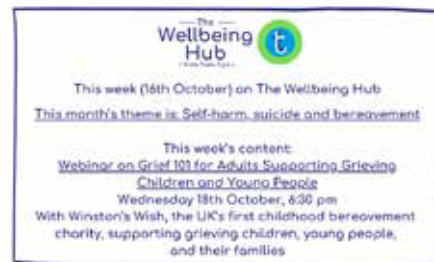 The
Wellbeing
Hub
t
This week (16th October) on The Wellbeing Hub
This month's theme is: Self-harm, suicide and bereavement
This week's content:
Webinar on Grief 101 for Adults Supporting Grieving
Children and Young People
Wednesday 18th October, 6:30 pm
With Winston's Wish, the UK's first childhood bereavement
charity, supporting grieving children, young people,
and their families